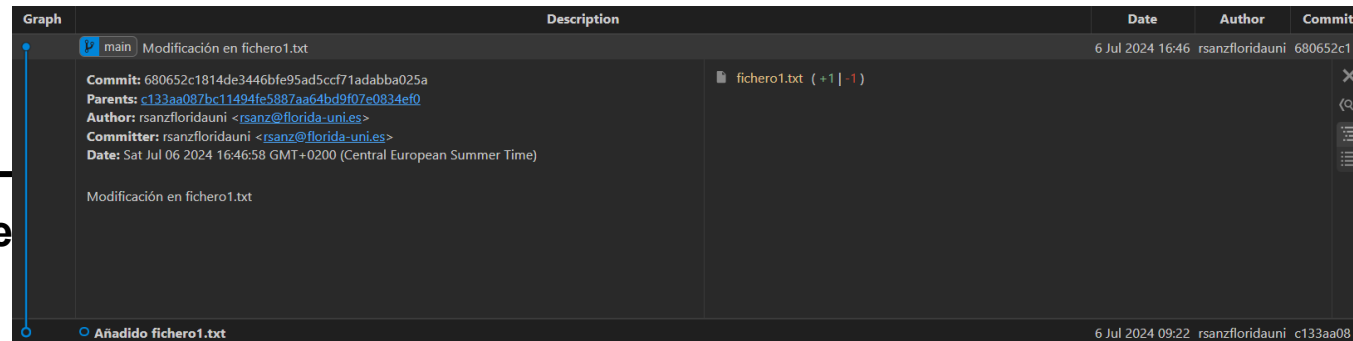 Graph Description Date Author Commit
main Modificación en fichero1.txt 6 Jul 2024 16:46 rsanzfloridauni 680652c1
Commit: 680652c1814de3446bfe95ad5ccf71adabba025a
Parents: c133aa087bc11494fe5887aa64bd9f07e0834ef0
Author: rsanzfloridauni <rsanz@florida-uni.es>
Committer: rsanzfloridauni <rsanz@florida-uni.es>
Date: Sat Jul 06 2024 16:46:58 GMT+0200 (Central European Summer Time)
Modificación en fichero1.txt
fichero1.txt (+1|-1)
e
Añadido fichero1.txt 6 Jul 2024 09:22 rsanzfloridauni c133aa08